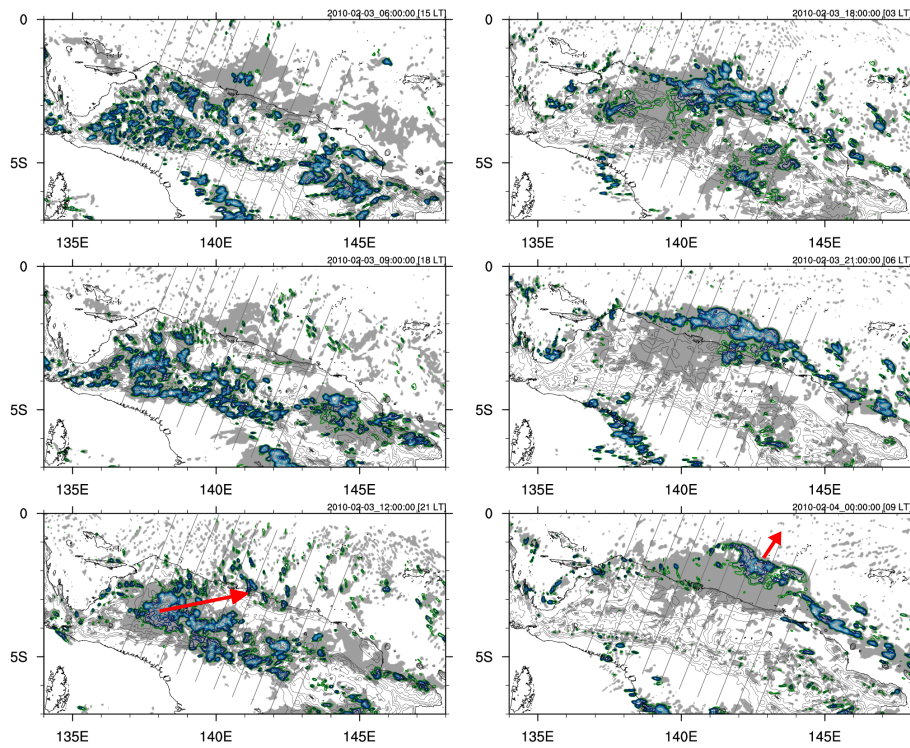 2010-02-03_06:00:00 [15 LT]
0
5S
135E 140E 145E
2010-02-03_18:00:00 [03 LT]
0
5S
135E 140E 145E
2010-02-03_09:00:00 [18 LT]
0
5S
135E 140E 145E
2010-02-03_21:00:00 [06 LT]
0
5S
135E 140E 145E
2010-02-03_12:00:00 [21 LT]
0
5S
135E 140E 145E
2010-02-04_00:00:00 [09 LT]
0
5S
135E 140E 145E